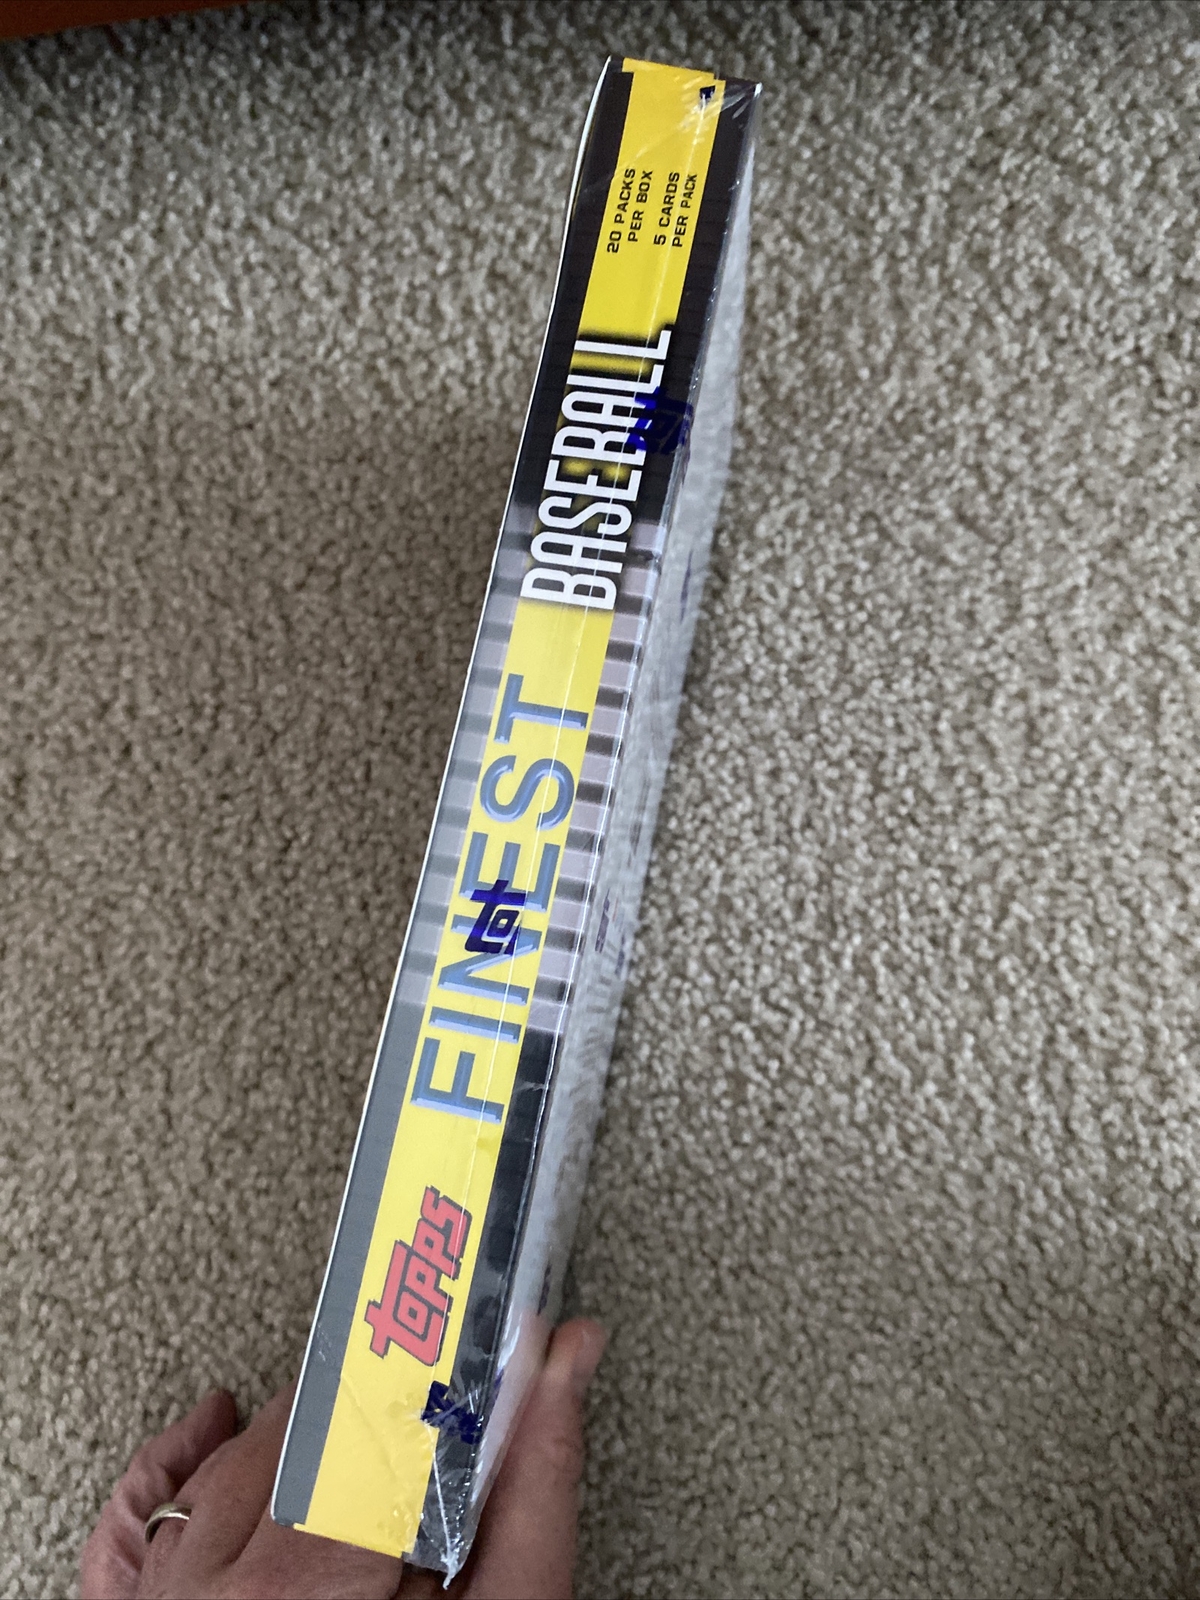 topps
FINEST
BASEBALL
20 PACKS
PER BOX
5 CARDS
PER PACK